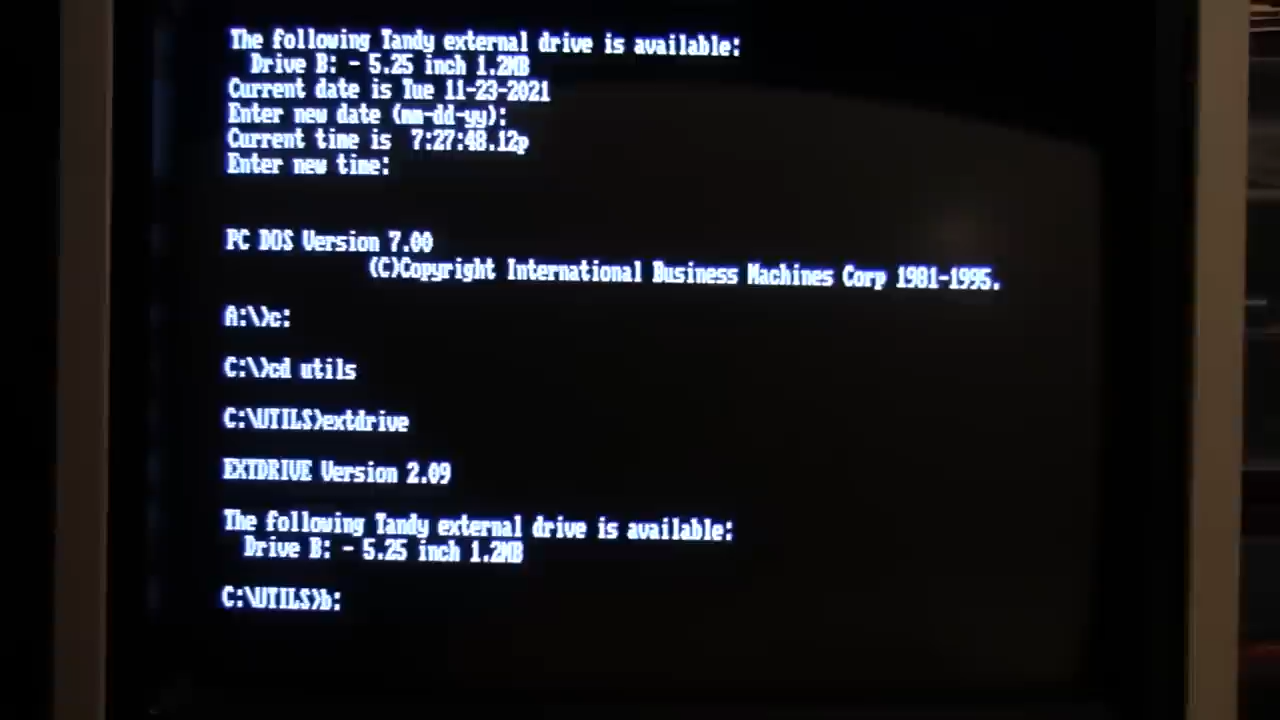 The following Tandy external drive is available:
Drive B: - 5.25 inch 1.2MB
Current date is Tue 11-23-2021
Enter new date (mm-dd-yy):
Current time is 7:27:48.12p
Enter new time:
PC DOS Version 7.00
(C)Copyright International Business Machines Corp 1981-1995.
A:\>c:
C:\>cd utils
C:\UTILS>extdrive
EXTDRIVE Version 2.09
The following Tandy external drive is available:
Drive B: - 5.25 inch 1.2MB
C:\UTILS>b: